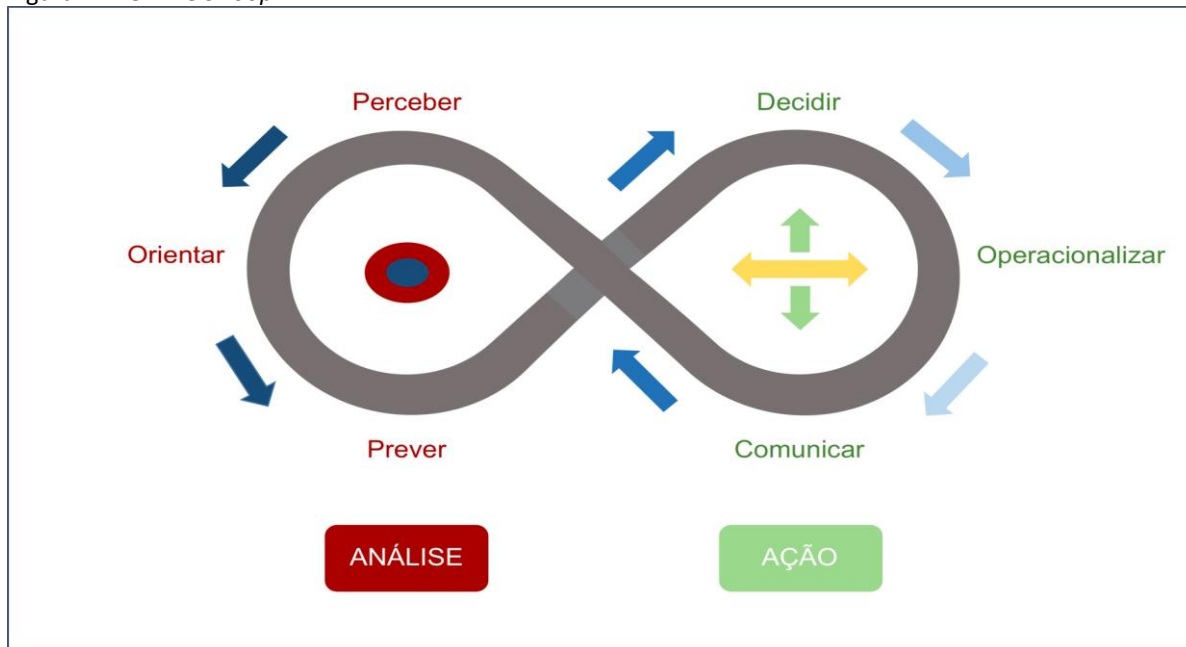 Perceber
Decidir
Orientar
Operacionalizar
Prever
Comunicar
ANÁLISE
AÇÃO